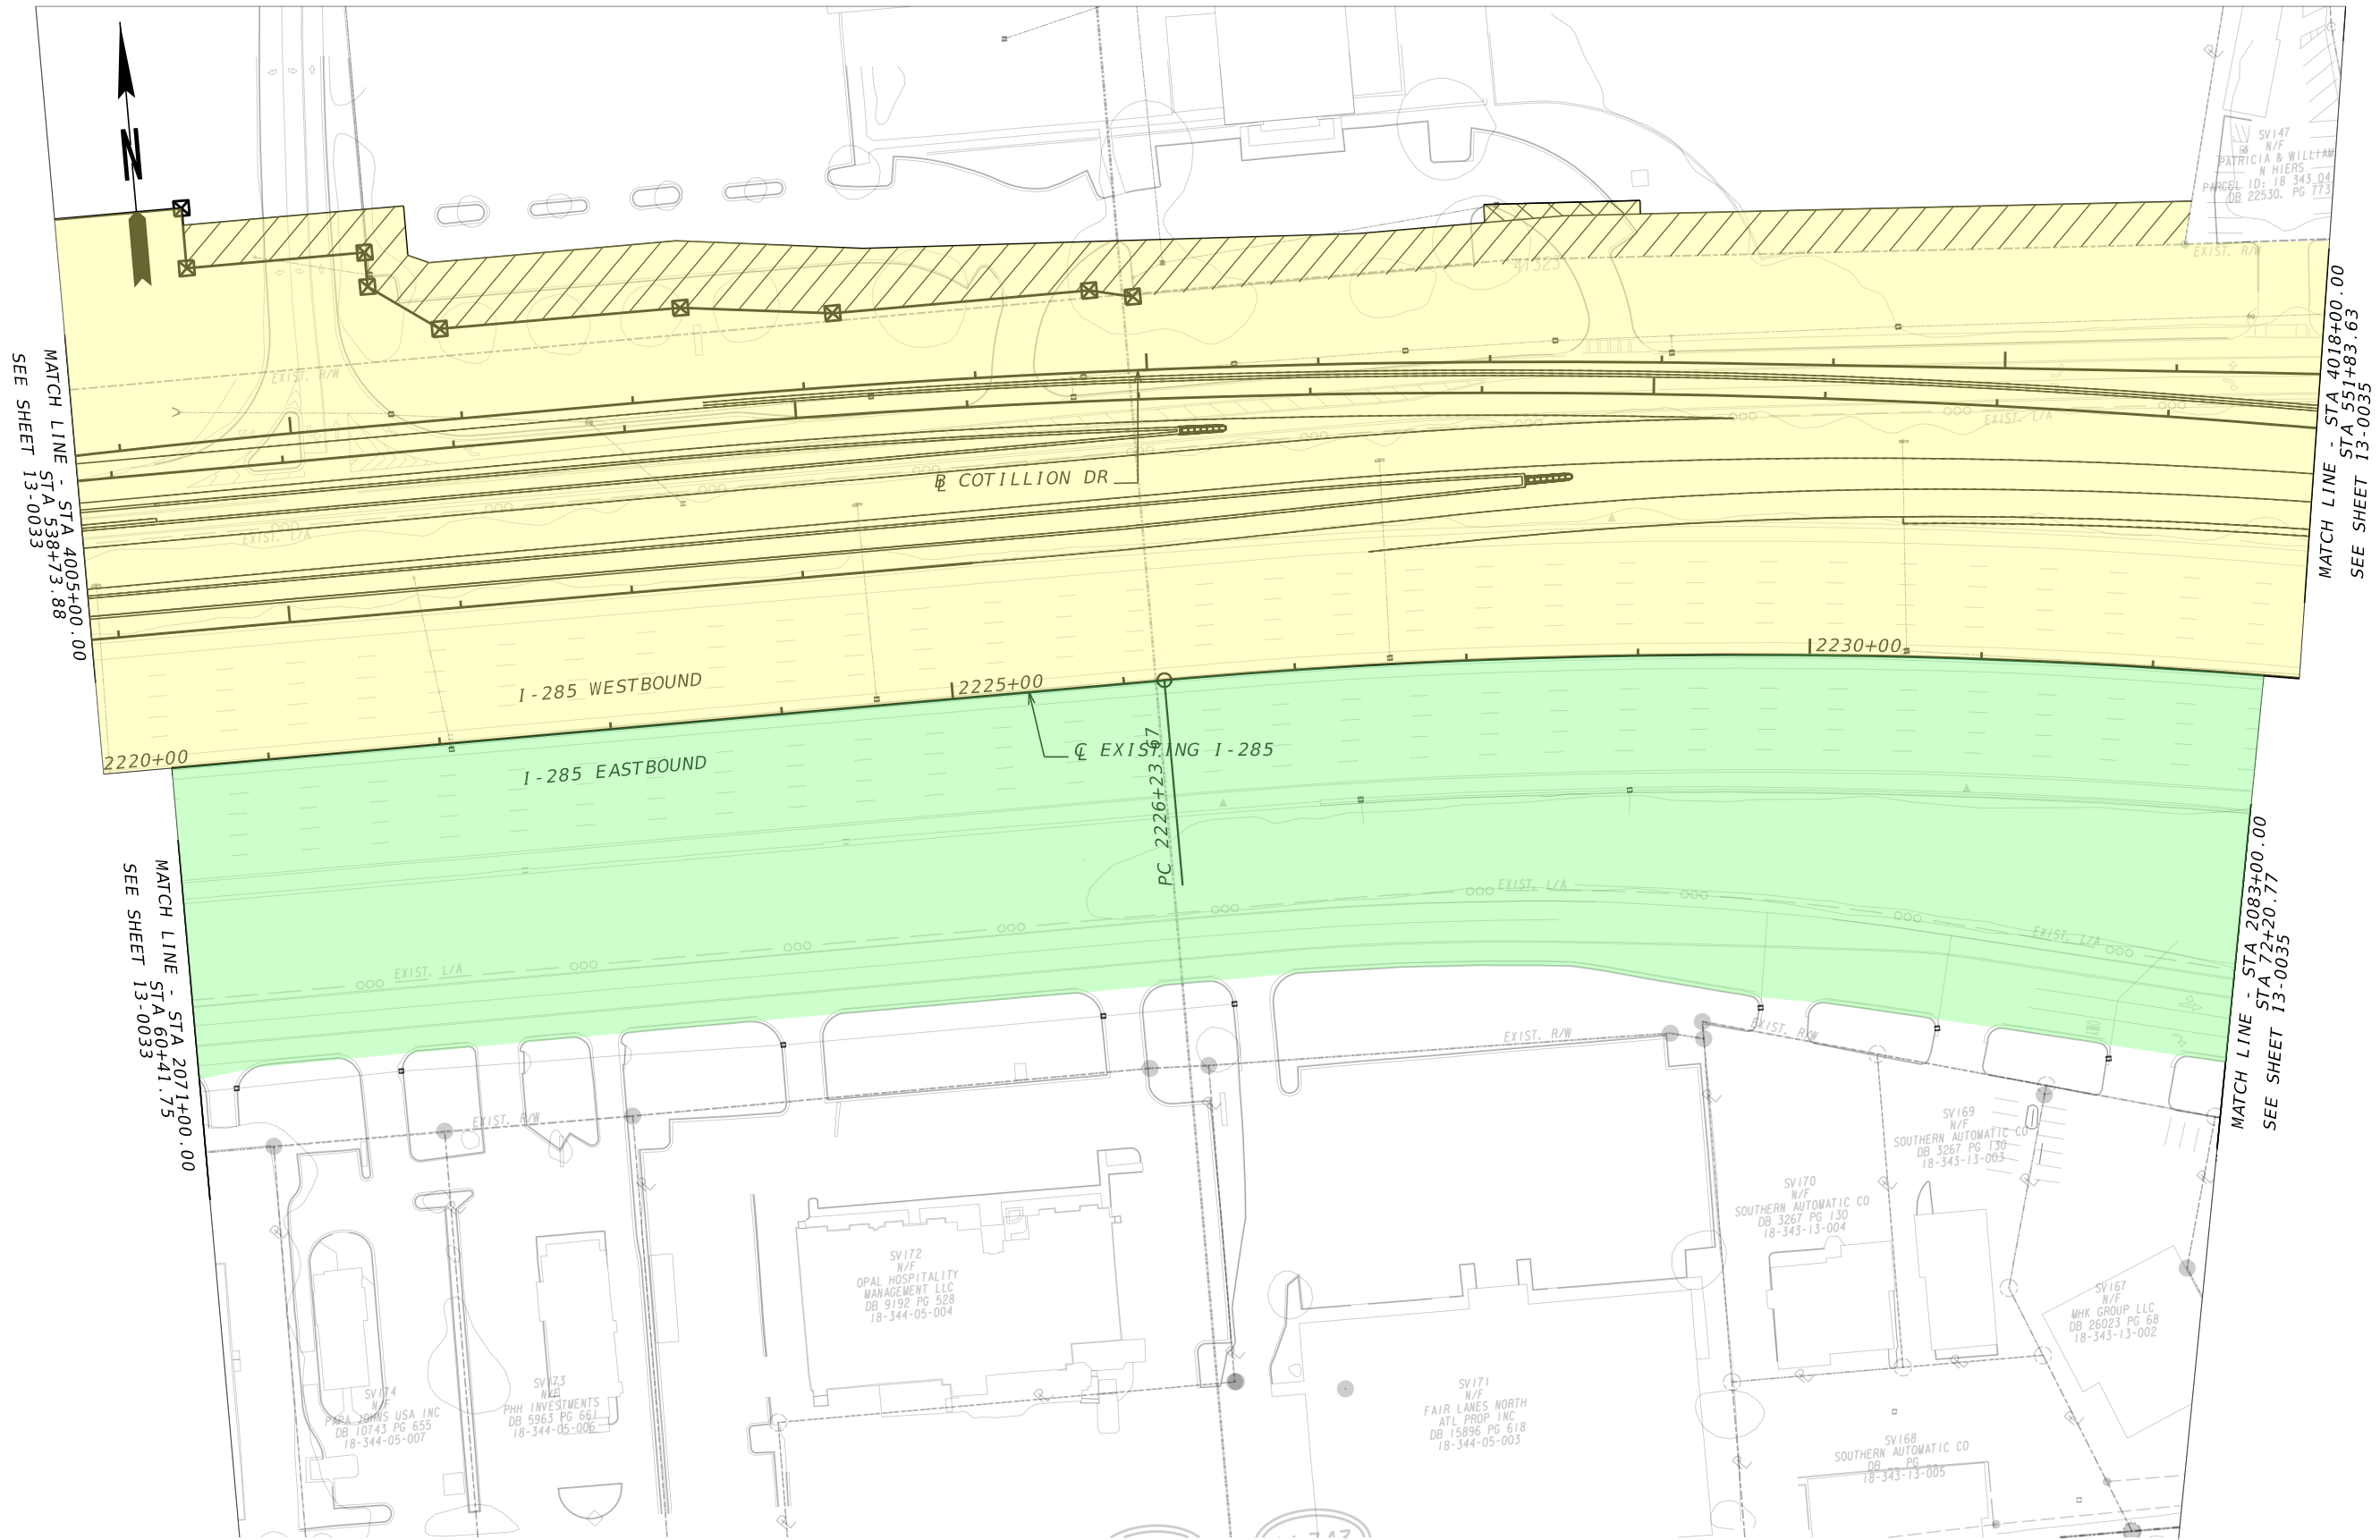 N
SV147
N/F
PATRICIA & WILLIAM
N HIERS
PARCEL ID: 18 343 04
DB 22530, PG 773
EXIST. R/W
41323
EXIST. R/W
EXIST. L/A
EXIST. L/A
MATCH LINE - STA 4005+00.00
STA 538+73.88
SEE SHEET 13-0033
MATCH LINE - STA 4018+00.00
STA 551+83.63
SEE SHEET 13-0035
B COTILLION DR
2220+00
I-285 WESTBOUND
2225+00
2230+00
I-285 EASTBOUND
CL EXISTING I-285
PC 2226+23.67
MATCH LINE - STA 2071+00.00
STA 60+41.75
SEE SHEET 13-0033
MATCH LINE - STA 2083+00.00
STA 72+20.77
SEE SHEET 13-0035
EXIST. L/A
EXIST. L/A
EXIST. L/A
EXIST. R/W
EXIST. R/W
EXIST. R/W
SV169
N/F
SOUTHERN AUTOMATIC CO
DB 3267 PG 130
18-343-13-003
SV170
N/F
SOUTHERN AUTOMATIC CO
DB 3267 PG 130
18-343-13-004
SV172
N/F
OPAL HOSPITALITY
MANAGEMENT LLC
DB 9192 PG 528
18-344-05-004
SV167
N/F
MHK GROUP LLC
DB 26023 PG 68
18-343-13-002
SV174
N/F
PAPA JOHNS USA INC
DB 10743 PG 655
18-344-05-007
SV173
N/F
PHH INVESTMENTS
DB 5963 PG 661
18-344-05-006
SV171
N/F
FAIR LANES NORTH
ATL PROP INC
DB 15896 PG 618
18-344-05-003
SV168
SOUTHERN AUTOMATIC CO
DB PG
18-343-13-005